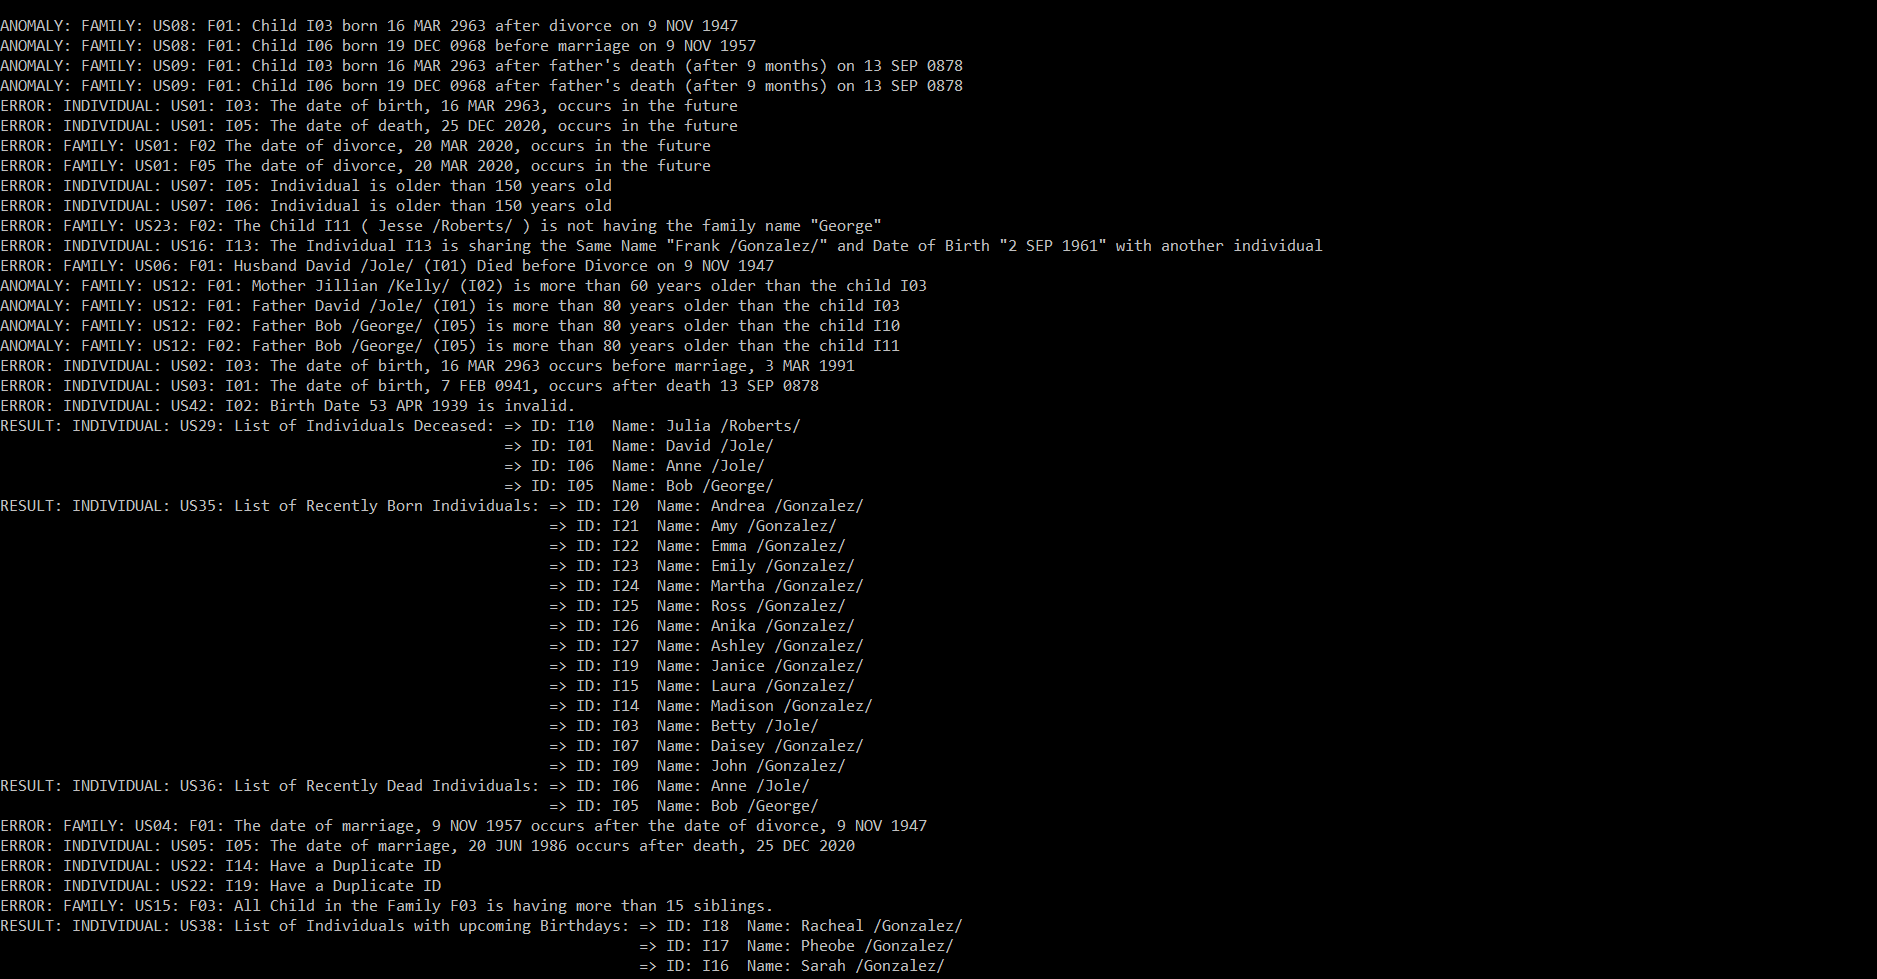 ANOMALY: FAMILY: US08: F01: Child I03 born 16 MAR 2963 after divorce on 9 NOV 1947
ANOMALY: FAMILY: US08: F01: Child I06 born 19 DEC 0968 before marriage on 9 NOV 1957
ANOMALY: FAMILY: US09: F01: Child I03 born 16 MAR 2963 after father's death (after 9 months) on 13 SEP 0878
ANOMALY: FAMILY: US09: F01: Child I06 born 19 DEC 0968 after father's death (after 9 months) on 13 SEP 0878
ERROR: INDIVIDUAL: US01: I03: The date of birth, 16 MAR 2963, occurs in the future
ERROR: INDIVIDUAL: US01: I05: The date of death, 25 DEC 2020, occurs in the future
ERROR: FAMILY: US01: F02 The date of divorce, 20 MAR 2020, occurs in the future
ERROR: FAMILY: US01: F05 The date of divorce, 20 MAR 2020, occurs in the future
ERROR: INDIVIDUAL: US07: I05: Individual is older than 150 years old
ERROR: INDIVIDUAL: US07: I06: Individual is older than 150 years old
ERROR: FAMILY: US23: F02: The Child I11 ( Jesse /Roberts/ ) is not having the family name "George"
ERROR: INDIVIDUAL: US16: I13: The Individual I13 is sharing the Same Name "Frank /Gonzalez/" and Date of Birth "2 SEP 1961" with another individual
ERROR: FAMILY: US06: F01: Husband David /Jole/ (I01) Died before Divorce on 9 NOV 1947
ANOMALY: FAMILY: US12: F01: Mother Jillian /Kelly/ (I02) is more than 60 years older than the child I03
ANOMALY: FAMILY: US12: F01: Father David /Jole/ (I01) is more than 80 years older than the child I03
ANOMALY: FAMILY: US12: F02: Father Bob /George/ (I05) is more than 80 years older than the child I10
ANOMALY: FAMILY: US12: F02: Father Bob /George/ (I05) is more than 80 years older than the child I11
ERROR: INDIVIDUAL: US02: I03: The date of birth, 16 MAR 2963 occurs before marriage, 3 MAR 1991
ERROR: INDIVIDUAL: US03: I01: The date of birth, 7 FEB 0941, occurs after death 13 SEP 0878
ERROR: INDIVIDUAL: US42: I02: Birth Date 53 APR 1939 is invalid.
RESULT: INDIVIDUAL: US29: List of Individuals Deceased: => ID: I10  Name: Julia /Roberts/
=> ID: I01  Name: David /Jole/
=> ID: I06  Name: Anne /Jole/
=> ID: I05  Name: Bob /George/
RESULT: INDIVIDUAL: US35: List of Recently Born Individuals: => ID: I20  Name: Andrea /Gonzalez/
=> ID: I21  Name: Amy /Gonzalez/
=> ID: I22  Name: Emma /Gonzalez/
=> ID: I23  Name: Emily /Gonzalez/
=> ID: I24  Name: Martha /Gonzalez/
=> ID: I25  Name: Ross /Gonzalez/
=> ID: I26  Name: Anika /Gonzalez/
=> ID: I27  Name: Ashley /Gonzalez/
=> ID: I19  Name: Janice /Gonzalez/
=> ID: I15  Name: Laura /Gonzalez/
=> ID: I14  Name: Madison /Gonzalez/
=> ID: I03  Name: Betty /Jole/
=> ID: I07  Name: Daisey /Gonzalez/
=> ID: I09  Name: John /Gonzalez/
RESULT: INDIVIDUAL: US36: List of Recently Dead Individuals: => ID: I06  Name: Anne /Jole/
=> ID: I05  Name: Bob /George/
ERROR: FAMILY: US04: F01: The date of marriage, 9 NOV 1957 occurs after the date of divorce, 9 NOV 1947
ERROR: INDIVIDUAL: US05: I05: The date of marriage, 20 JUN 1986 occurs after death, 25 DEC 2020
ERROR: INDIVIDUAL: US22: I14: Have a Duplicate ID
ERROR: INDIVIDUAL: US22: I19: Have a Duplicate ID
ERROR: FAMILY: US15: F03: All Child in the Family F03 is having more than 15 siblings.
RESULT: INDIVIDUAL: US38: List of Individuals with upcoming Birthdays: => ID: I18  Name: Racheal /Gonzalez/
=> ID: I17  Name: Pheobe /Gonzalez/
=> ID: I16  Name: Sarah /Gonzalez/